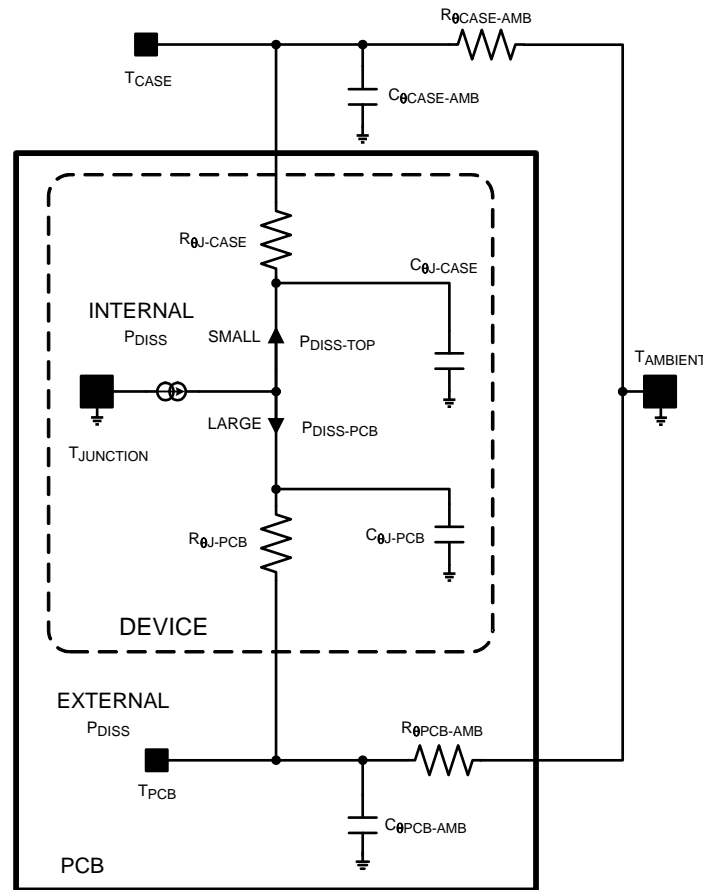 RθCASE-AMB
TCASE
CθCASE-AMB
RθJ-CASE
CθJ-CASE
INTERNAL
PDISS
SMALL
PDISS-TOP
TAMBIENT
LARGE
PDISS-PCB
TJUNCTION
RθJ-PCB
CθJ-PCB
DEVICE
EXTERNAL
PDISS
RθPCB-AMB
TPCB
CθPCB-AMB
PCB